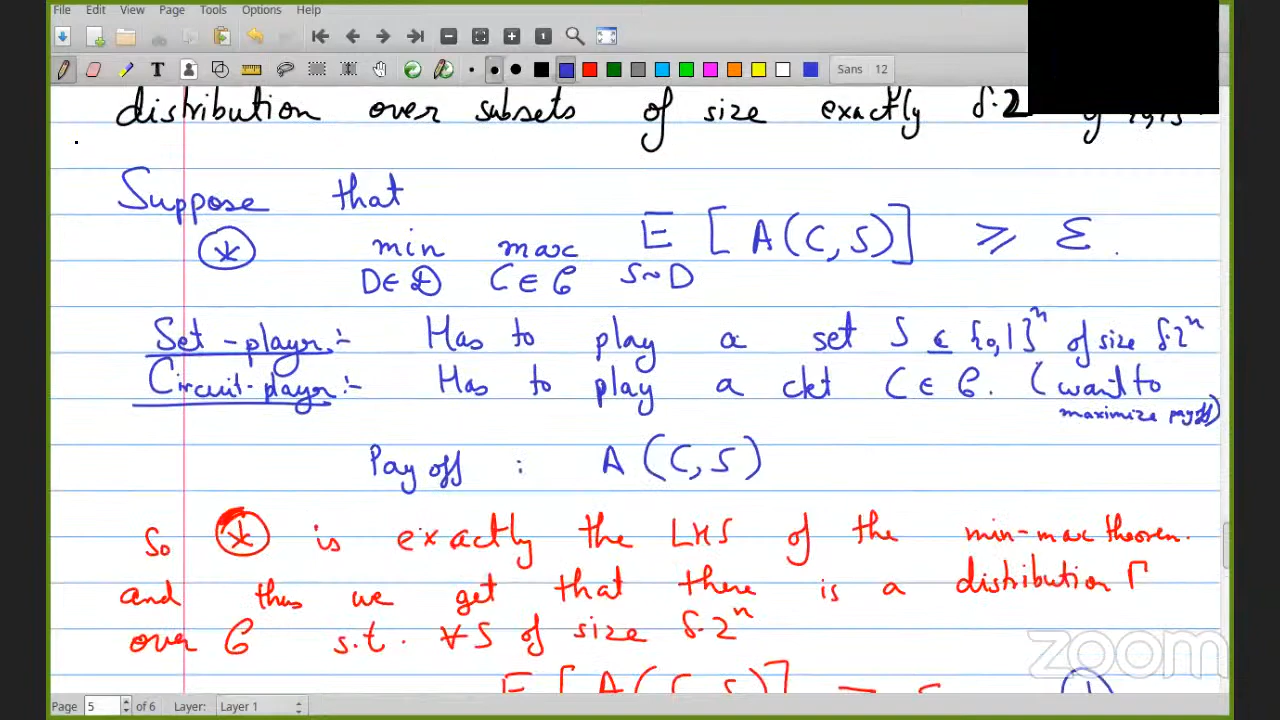 File Edit View Page Tools Options Help
Sans 12
distribution over subsets of size exactly δ·2
Suppose that
(*) min max E [A(C, S)] ≥ ε.
D∈𝒟 C∈𝒞 S~D
Set-player:- Has to play a set S ⊆ {0,1}^n of size δ·2^n
Circuit-player:- Has to play a ckt C ∈ 𝒞. (want to
maximize payoff)
Pay off : A(C, S)
So (*) is exactly the LHS of the min-max theorem.
and thus we get that there is a distribution Γ
over 𝒞 s.t. ∀S of size δ·2^n
zoom
Page 5 of 6 Layer: Layer 1